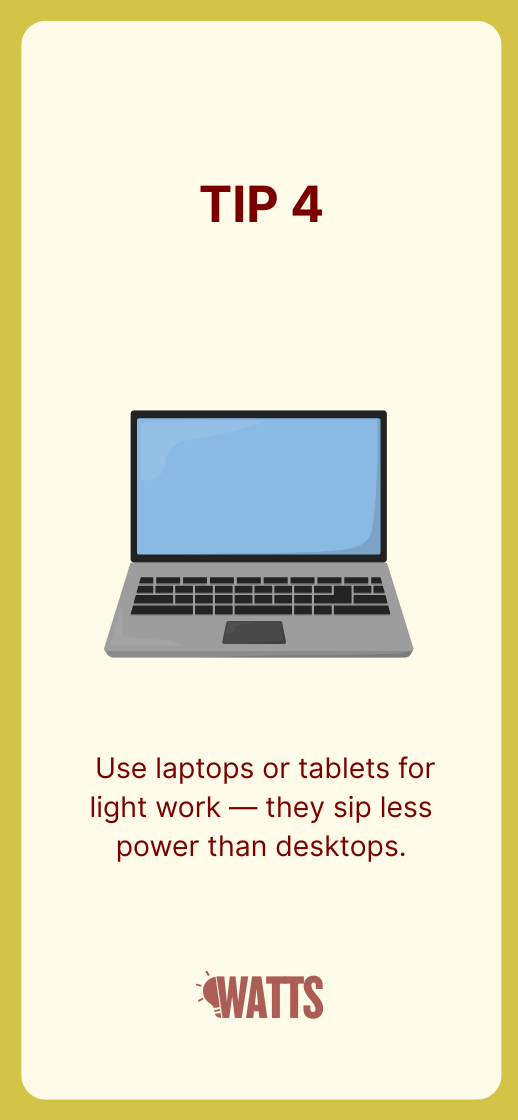 TIP 4
Use laptops or tablets for
light work — they sip less
power than desktops.
WATTS